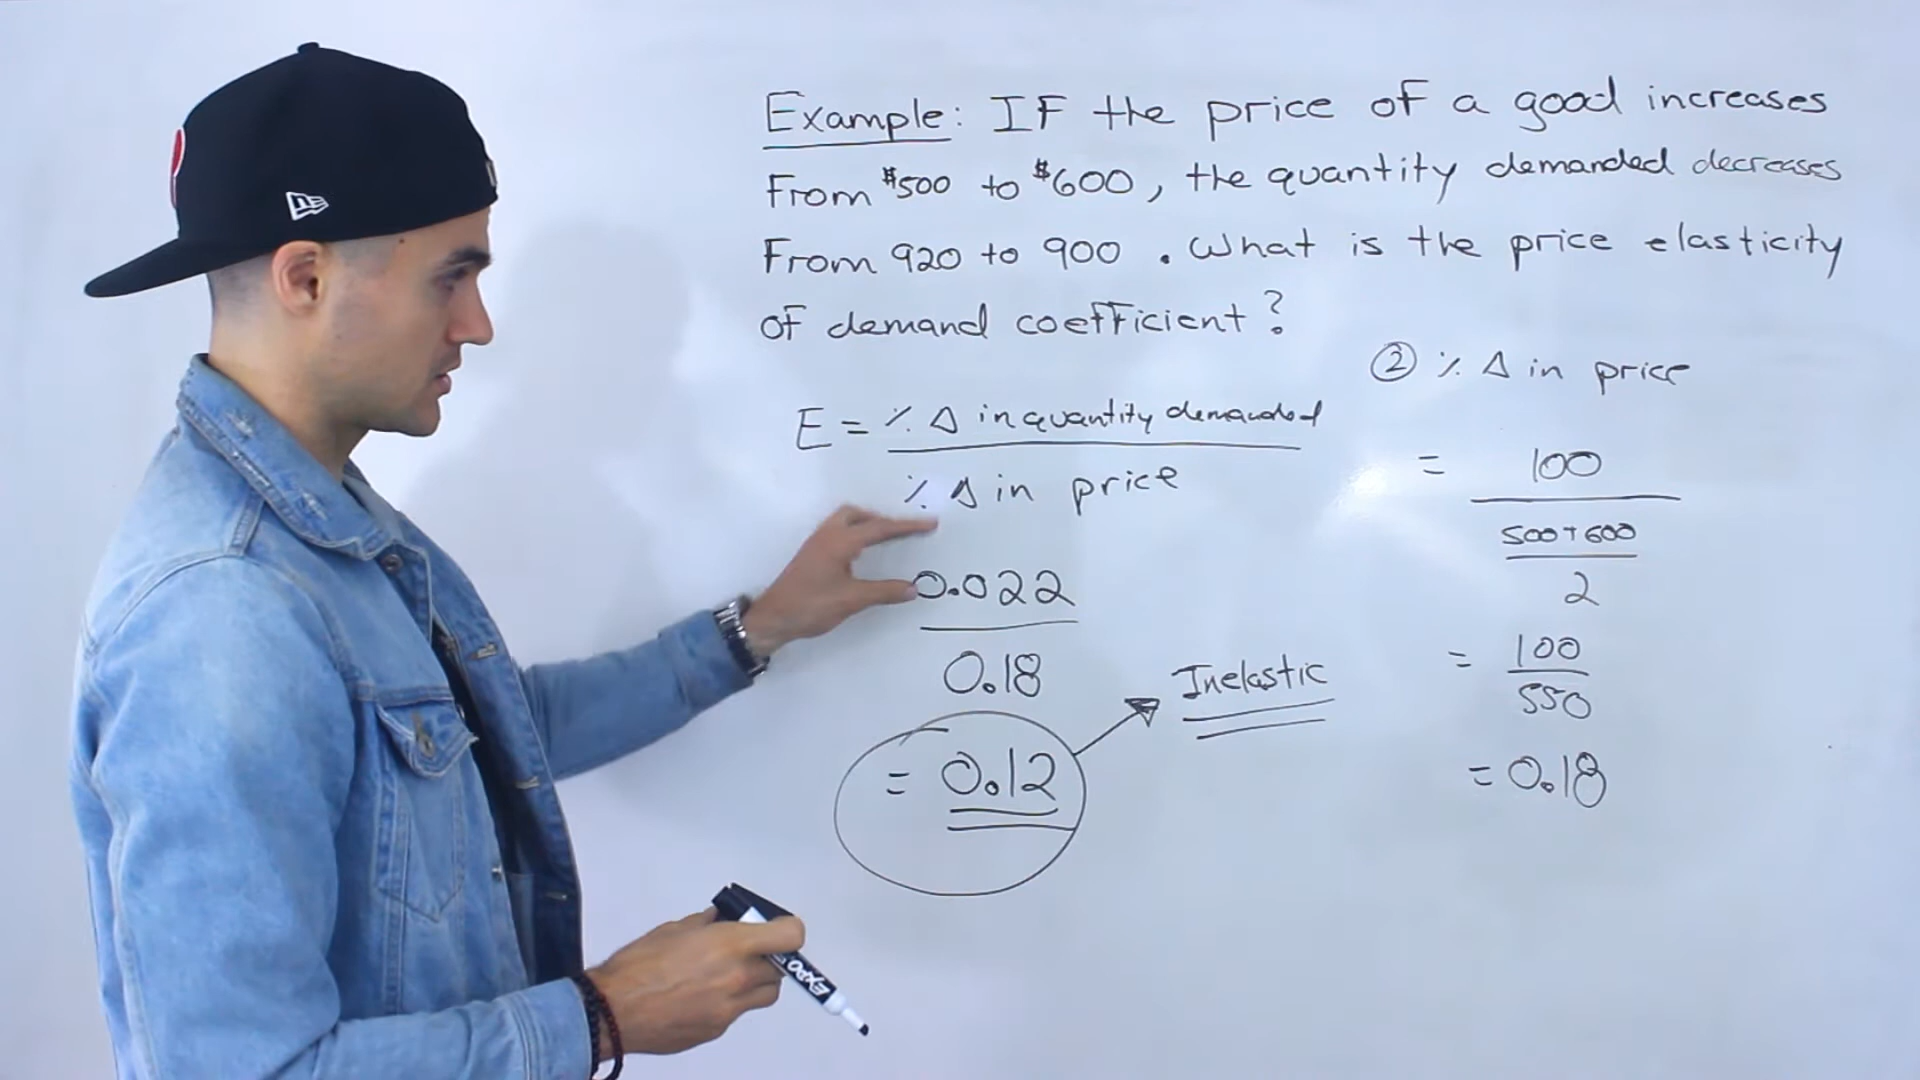 Example: IF the price of a good increases
From $500 to $600, the quantity demanded decreases
From 920 to 900. What is the price elasticity
of demand coefficient?
② % Δ in price
E = % Δ in quantity demanded
% Δ in price
= 100
500+600
2
0.022
0.18
= 100
550
Inelastic
= 0.12
= 0.18
EXPO